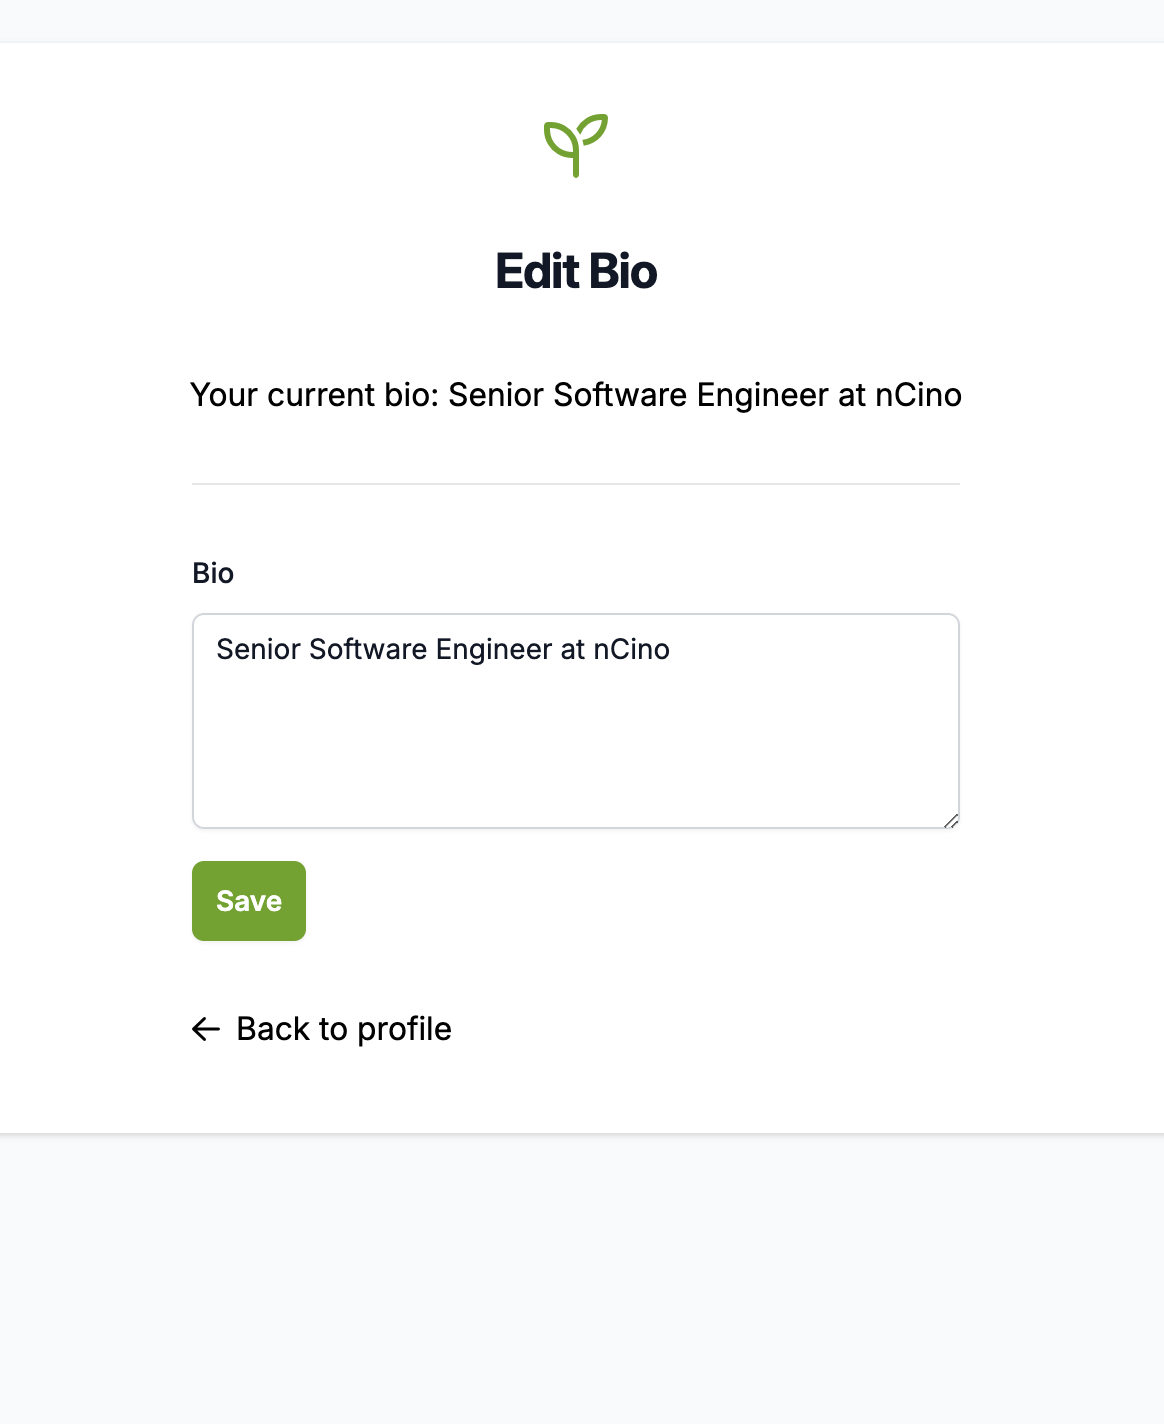 Edit Bio
Your current bio: Senior Software Engineer at nCino
Bio
Senior Software Engineer at nCino
Save
← Back to profile